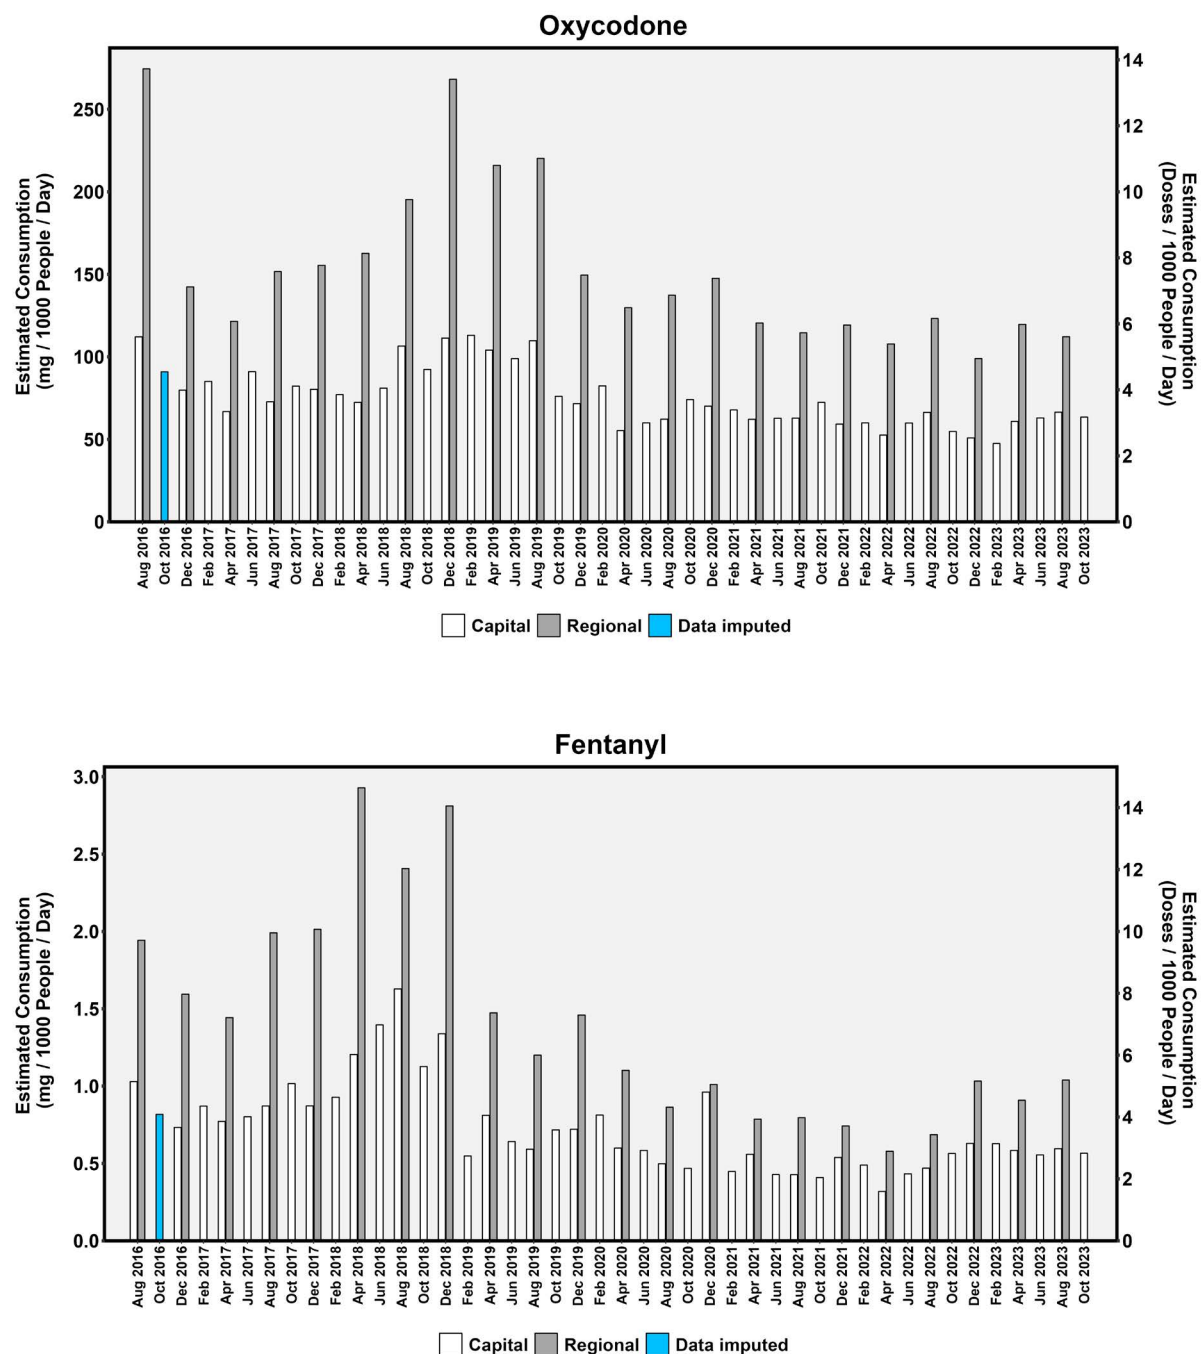 Oxycodone
Estimated Consumption
(mg / 1000 People / Day)
250
200
150
100
50
0
14
12
10
8
6
4
2
0
Estimated Consumption
(Doses / 1000 People / Day)
Aug 2016
Oct 2016
Dec 2016
Feb 2017
Apr 2017
Jun 2017
Aug 2017
Oct 2017
Dec 2017
Feb 2018
Apr 2018
Jun 2018
Aug 2018
Oct 2018
Dec 2018
Feb 2019
Apr 2019
Jun 2019
Aug 2019
Oct 2019
Dec 2019
Feb 2020
Apr 2020
Jun 2020
Aug 2020
Oct 2020
Dec 2020
Feb 2021
Apr 2021
Jun 2021
Aug 2021
Oct 2021
Dec 2021
Feb 2022
Apr 2022
Jun 2022
Aug 2022
Oct 2022
Dec 2022
Feb 2023
Apr 2023
Jun 2023
Aug 2023
Oct 2023
Capital Regional Data imputed
Fentanyl
Estimated Consumption
(mg / 1000 People / Day)
3.0
2.5
2.0
1.5
1.0
0.5
0.0
14
12
10
8
6
4
2
0
Estimated Consumption
(Doses / 1000 People / Day)
Aug 2016
Oct 2016
Dec 2016
Feb 2017
Apr 2017
Jun 2017
Aug 2017
Oct 2017
Dec 2017
Feb 2018
Apr 2018
Jun 2018
Aug 2018
Oct 2018
Dec 2018
Feb 2019
Apr 2019
Jun 2019
Aug 2019
Oct 2019
Dec 2019
Feb 2020
Apr 2020
Jun 2020
Aug 2020
Oct 2020
Dec 2020
Feb 2021
Apr 2021
Jun 2021
Aug 2021
Oct 2021
Dec 2021
Feb 2022
Apr 2022
Jun 2022
Aug 2022
Oct 2022
Dec 2022
Feb 2023
Apr 2023
Jun 2023
Aug 2023
Oct 2023
Capital Regional Data imputed